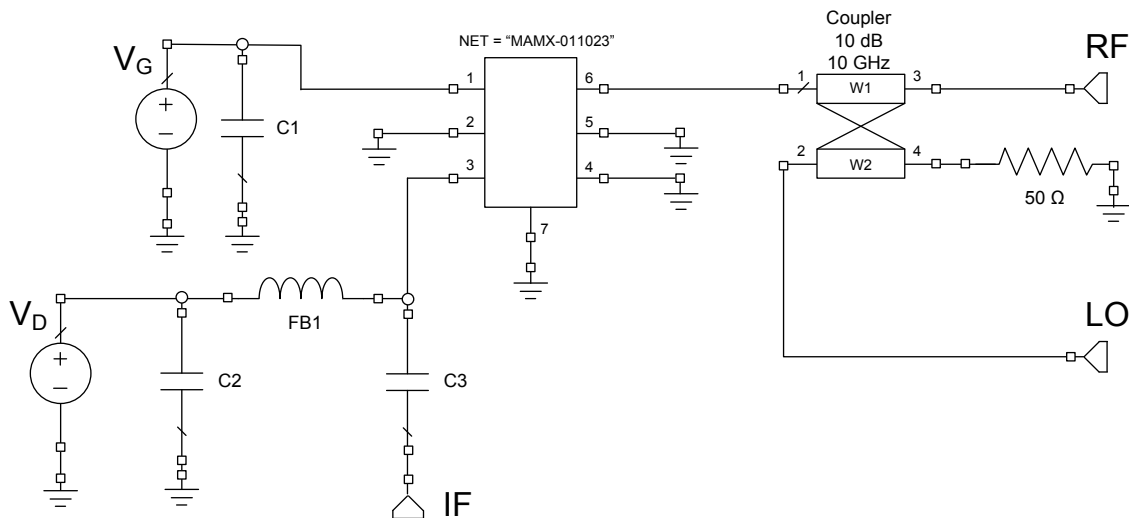 Coupler
10 dB
10 GHz
RF
NET = “MAMX-011023”
VG
1
6
1
W1
3
C1
2
5
2
W2
4
3
4
50 Ω
7
VD
FB1
LO
C2
C3
IF